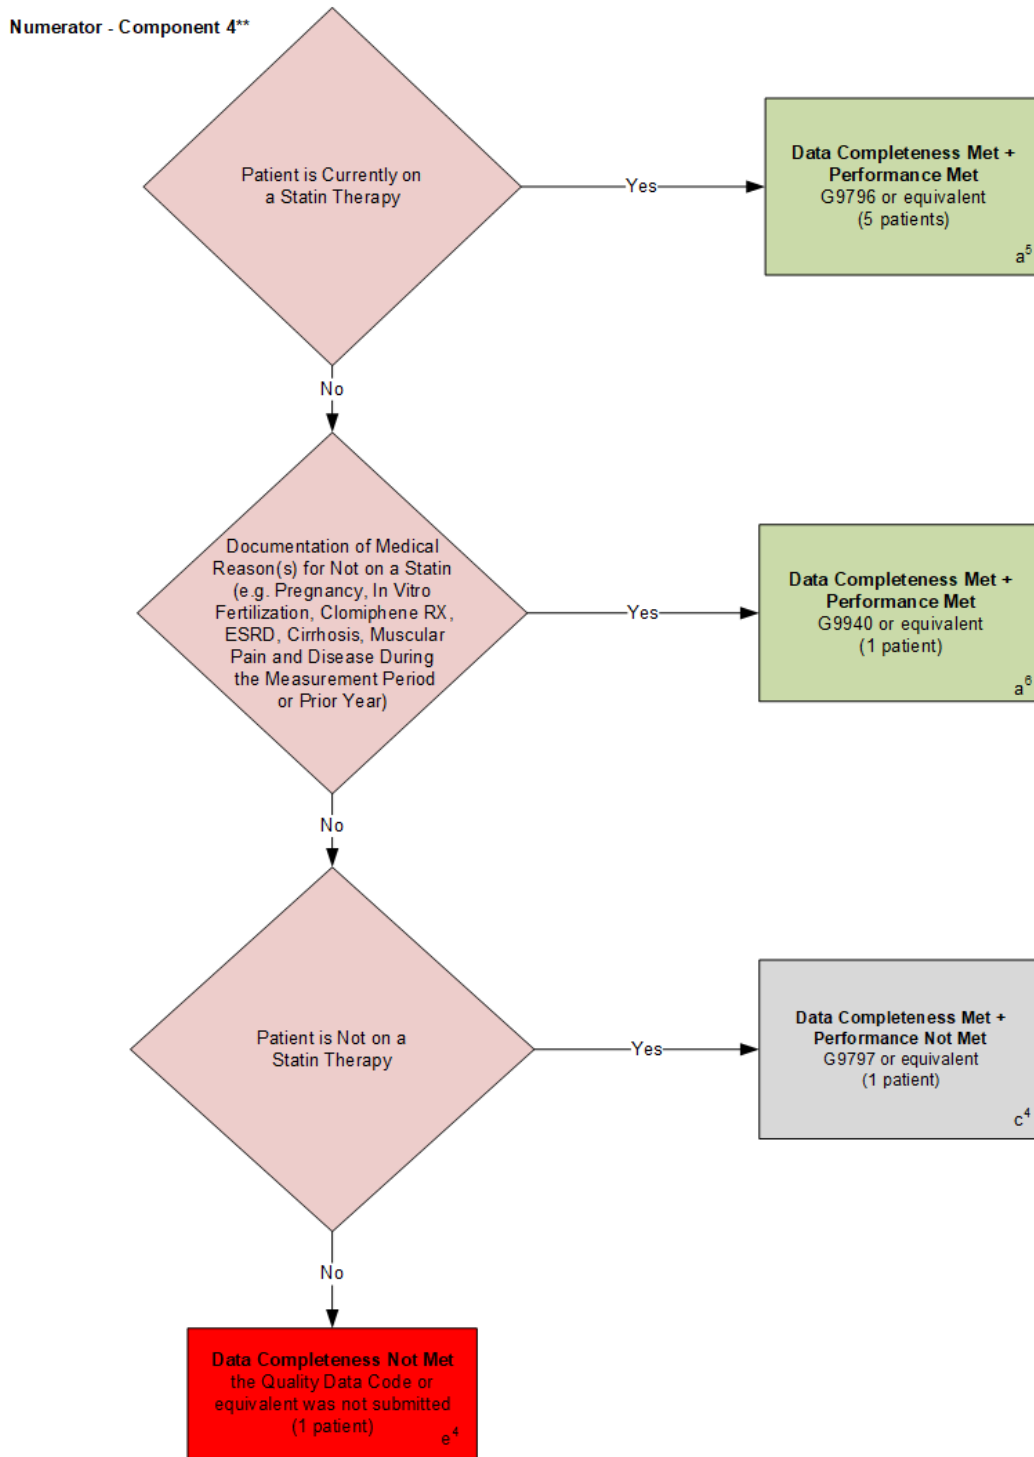 Numerator - Component 4**
Patient is Currently on
a Statin Therapy
Yes
Data Completeness Met +
Performance Met
G9796 or equivalent
(5 patients)
a⁵
No
Documentation of Medical
Reason(s) for Not on a Statin
(e.g. Pregnancy, In Vitro
Fertilization, Clomiphene RX,
ESRD, Cirrhosis, Muscular
Pain and Disease During
the Measurement Period
or Prior Year)
Yes
Data Completeness Met +
Performance Met
G9940 or equivalent
(1 patient)
a⁶
No
Patient is Not on a
Statin Therapy
Yes
Data Completeness Met +
Performance Not Met
G9797 or equivalent
(1 patient)
c⁴
No
Data Completeness Not Met
the Quality Data Code or
equivalent was not submitted
(1 patient)
e⁴